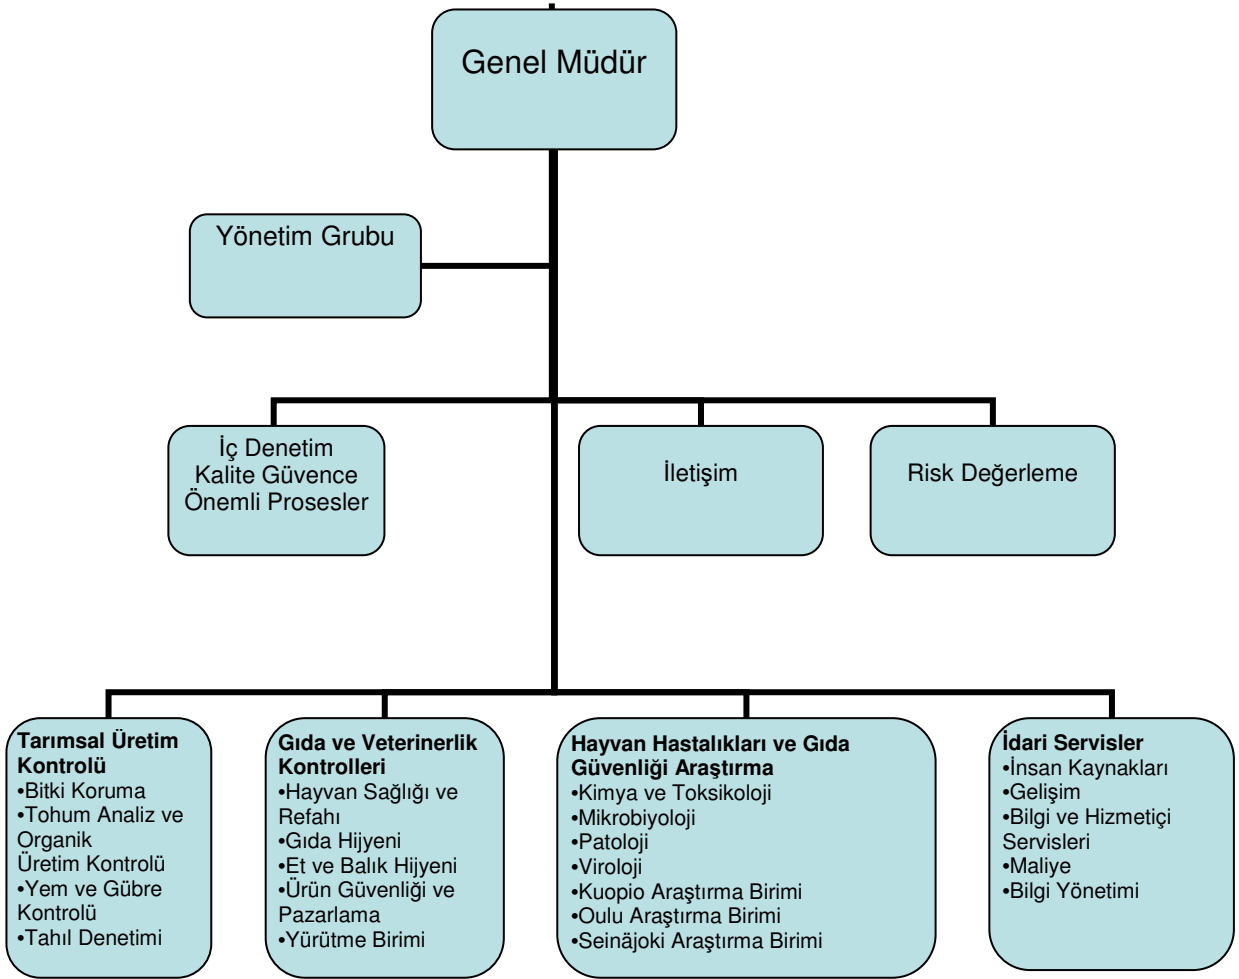 Genel Müdür
Yönetim Grubu
İç Denetim
Kalite Güvence
Önemli Prosesler
İletişim
Risk Değerleme
Tarımsal Üretim
Kontrolü
•Bitki Koruma
•Tohum Analiz ve
Organik
Üretim Kontrolü
•Yem ve Gübre
Kontrolü
•Tahıl Denetimi
Gıda ve Veterinerlik
Kontrolleri
•Hayvan Sağlığı ve
Refahı
•Gıda Hijyeni
•Et ve Balık Hijyeni
•Ürün Güvenliği ve
Pazarlama
•Yürütme Birimi
Hayvan Hastalıkları ve Gıda
Güvenliği Araştırma
•Kimya ve Toksikoloji
•Mikrobiyoloji
•Patoloji
•Viroloji
•Kuopio Araştırma Birimi
•Oulu Araştırma Birimi
•Seinäjoki Araştırma Birimi
İdari Servisler
•İnsan Kaynakları
•Gelişim
•Bilgi ve Hizmetiçi
Servisleri
•Maliye
•Bilgi Yönetimi